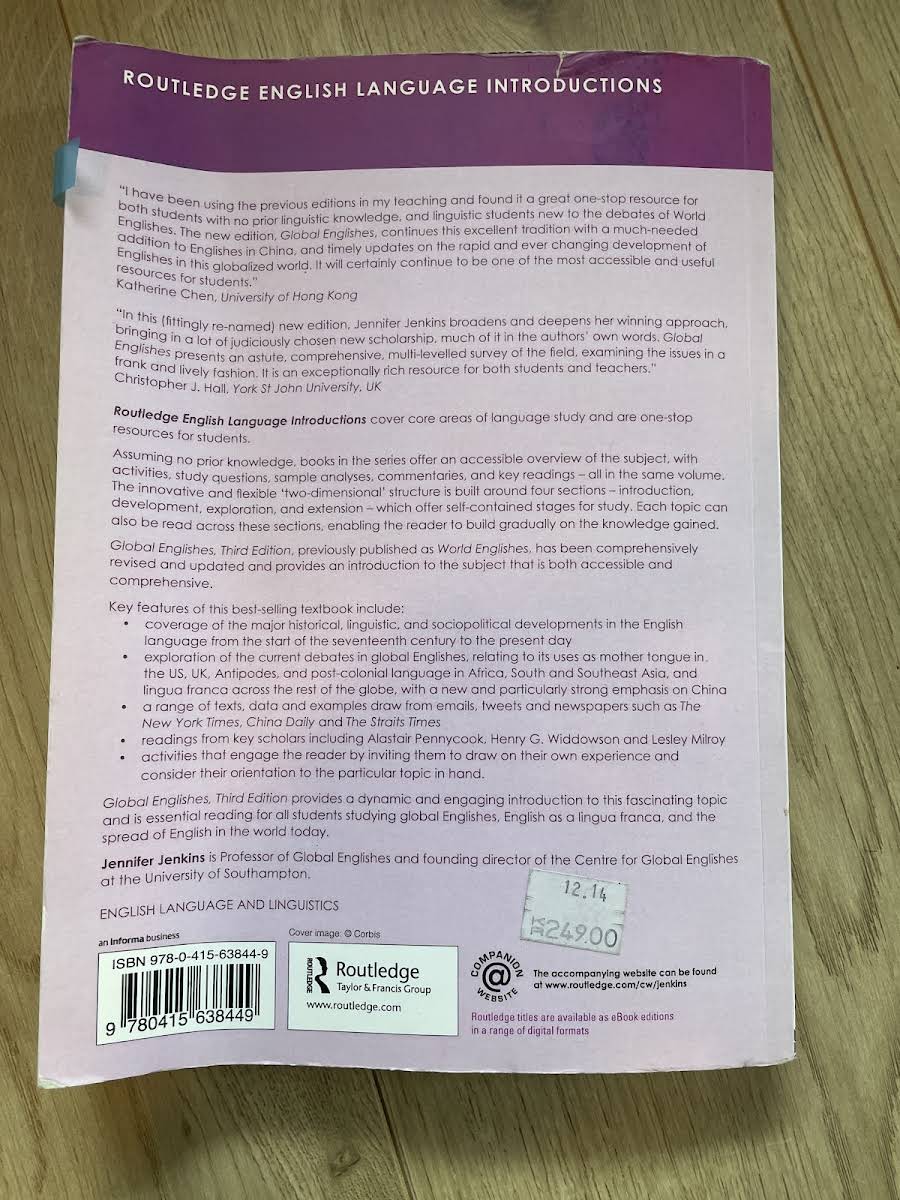 ROUTLEDGE ENGLISH LANGUAGE INTRODUCTIONS
"I have been using the previous editions in my teaching and found it a great one-stop resource for
both students with no prior linguistic knowledge, and linguistic students new to the debates of World
Englishes. The new edition, Global Englishes, continues this excellent tradition with a much-needed
addition to Englishes in China, and timely updates on the rapid and ever changing development of
Englishes in this globalized world. It will certainly continue to be one of the most accessible and useful
resources for students."
Katherine Chen, University of Hong Kong
"In this (fittingly re-named) new edition, Jennifer Jenkins broadens and deepens her winning approach,
bringing in a lot of judiciously chosen new scholarship, much of it in the authors' own words. Global
Englishes presents an astute, comprehensive, multi-levelled survey of the field, examining the issues in a
frank and lively fashion. It is an exceptionally rich resource for both students and teachers."
Christopher J. Hall, York St John University, UK
Routledge English Language Introductions cover core areas of language study and are one-stop
resources for students.
Assuming no prior knowledge, books in the series offer an accessible overview of the subject, with
activities, study questions, sample analyses, commentaries, and key readings – all in the same volume.
The innovative and flexible 'two-dimensional' structure is built around four sections – introduction,
development, exploration, and extension – which offer self-contained stages for study. Each topic can
also be read across these sections, enabling the reader to build gradually on the knowledge gained.
Global Englishes, Third Edition, previously published as World Englishes, has been comprehensively
revised and updated and provides an introduction to the subject that is both accessible and
comprehensive.
Key features of this best-selling textbook include:
• coverage of the major historical, linguistic, and sociopolitical developments in the English
language from the start of the seventeenth century to the present day
• exploration of the current debates in global Englishes, relating to its uses as mother tongue in
the US, UK, Antipodes, and post-colonial language in Africa, South and Southeast Asia, and
lingua franca across the rest of the globe, with a new and particularly strong emphasis on China
• a range of texts, data and examples draw from emails, tweets and newspapers such as The
New York Times, China Daily and The Straits Times
• readings from key scholars including Alastair Pennycook, Henry G. Widdowson and Lesley Milroy
• activities that engage the reader by inviting them to draw on their own experience and
consider their orientation to the particular topic in hand.
Global Englishes, Third Edition provides a dynamic and engaging introduction to this fascinating topic
and is essential reading for all students studying global Englishes, English as a lingua franca, and the
spread of English in the world today.
Jennifer Jenkins is Professor of Global Englishes and founding director of the Centre for Global Englishes
at the University of Southampton.
12.14
KR249.00
ENGLISH LANGUAGE AND LINGUISTICS
an informa business
ISBN 978-0-415-63844-9
9 780415 638449
Cover image: © Corbis
ROUTLEDGE
Routledge
Taylor & Francis Group
www.routledge.com
COMPANION
@
WEBSITE
The accompanying website can be found
at www.routledge.com/cw/jenkins
Routledge titles are available as eBook editions
in a range of digital formats